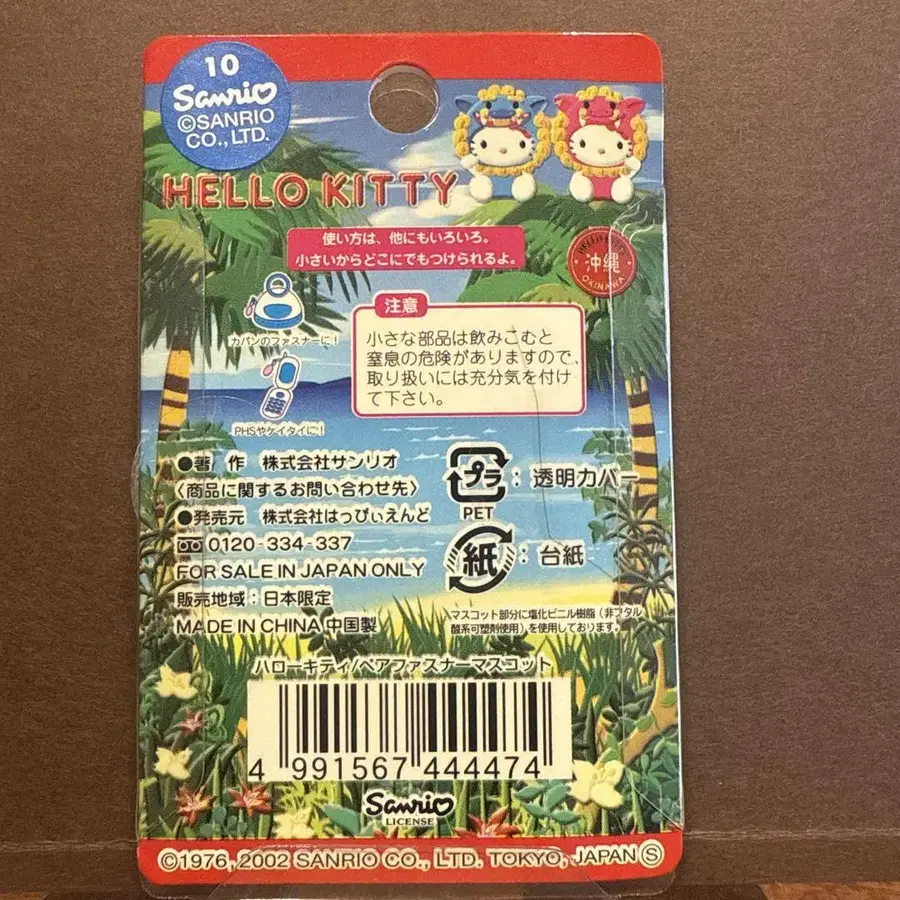 10
Sanrio
©SANRIO
CO., LTD.
HELLO KITTY
使い方は、他にもいろいろ。
小さいからどこにでもつけられるよ。
HELLO KITTY
沖縄
OKINAWA
カバンのファスナーに!
PHSやケイタイに!
注意
小さな部品は飲みこむと
窒息の危険がありますので、
取り扱いには充分気を付け
て下さい。
●著 作 株式会社サンリオ
〈商品に関するお問い合わせ先〉
●発売元 株式会社はっぴぃえんど
0120-334-337
FOR SALE IN JAPAN ONLY
販売地域:日本限定
MADE IN CHINA 中国製
プラ
:透明カバー
PET
紙
:台紙
マスコット部分に塩化ビニル樹脂(非フタル
酸系可塑剤使用)を使用しております。
ハローキティ/ペアファスナーマスコット
4 991567 444474
Sanrio
LICENSE
©1976, 2002 SANRIO CO., LTD. TOKYO, JAPAN Ⓢ